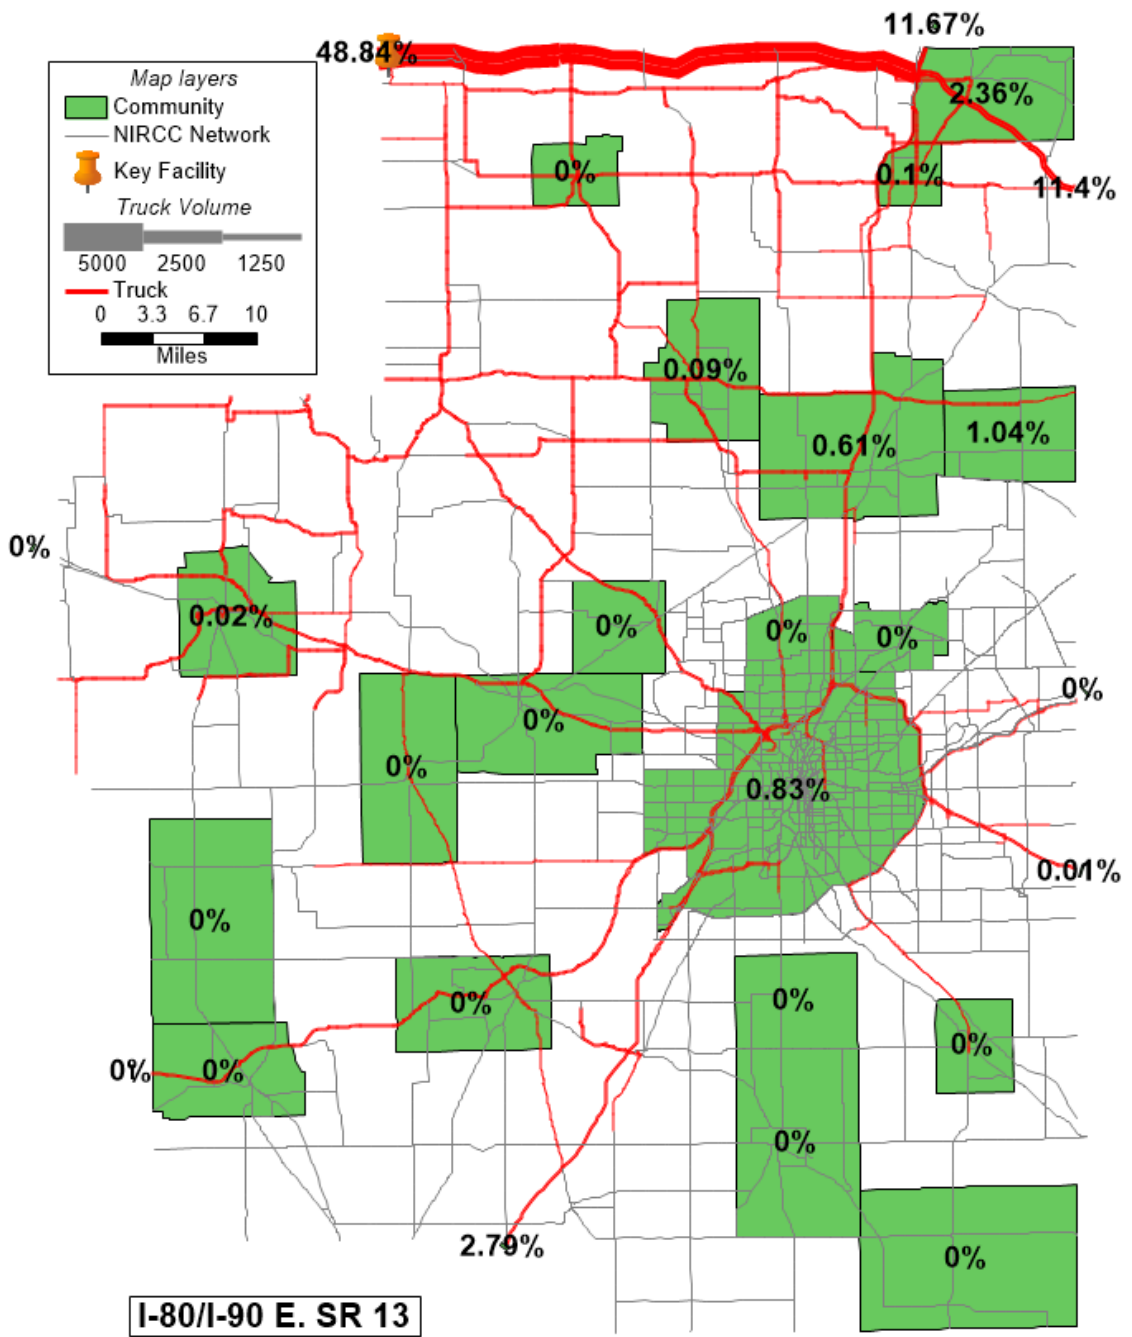 11.67%
48.84%
Map layers
Community
NIRCC Network
Key Facility
Truck Volume
5000 2500 1250
Truck
0 3.3 6.7 10
Miles
2.36%
0%
0.1%
11.4%
0.09%
0.61%
1.04%
0%
0.02%
0%
0%
0%
0%
0%
0%
0.83%
0.01%
0%
0%
0%
0%
0%
0%
0%
2.79%
0%
I-80/I-90 E. SR 13